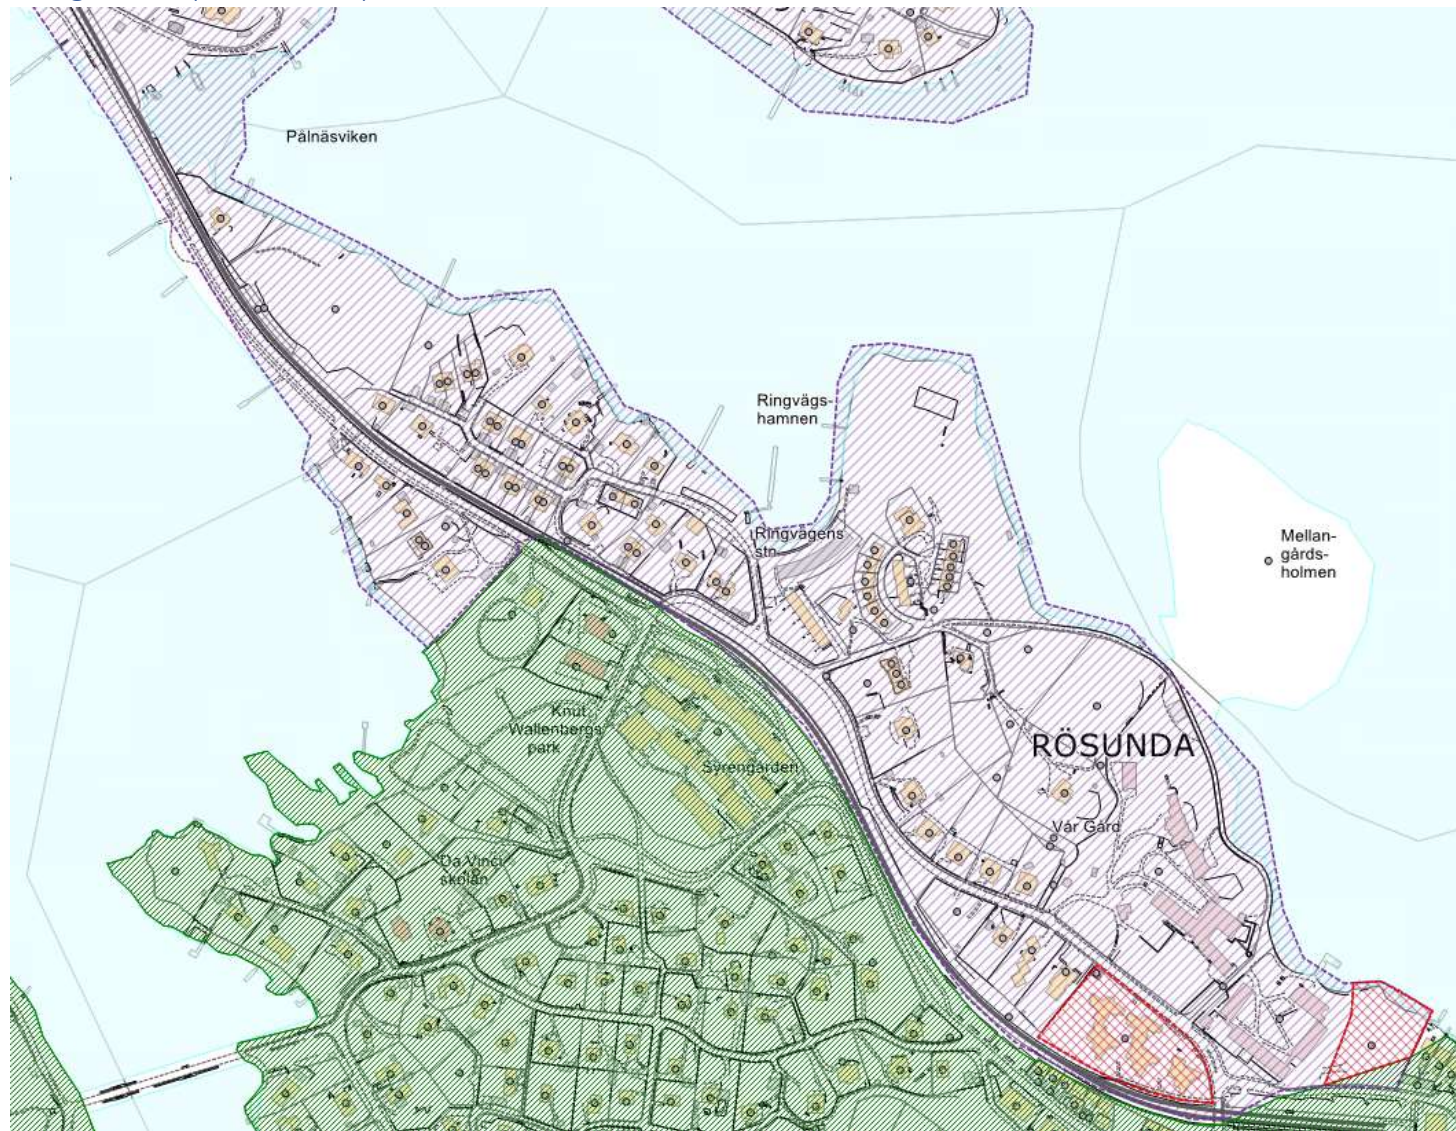 Pålnäsviken
Ringvägs-
hamnen
Ringvägens
stn
Mellan-
gårds-
holmen
Knut
Wallenbergs
park
Syrengården
RÖSUNDA
Vår Gård
Da Vinci
skolan